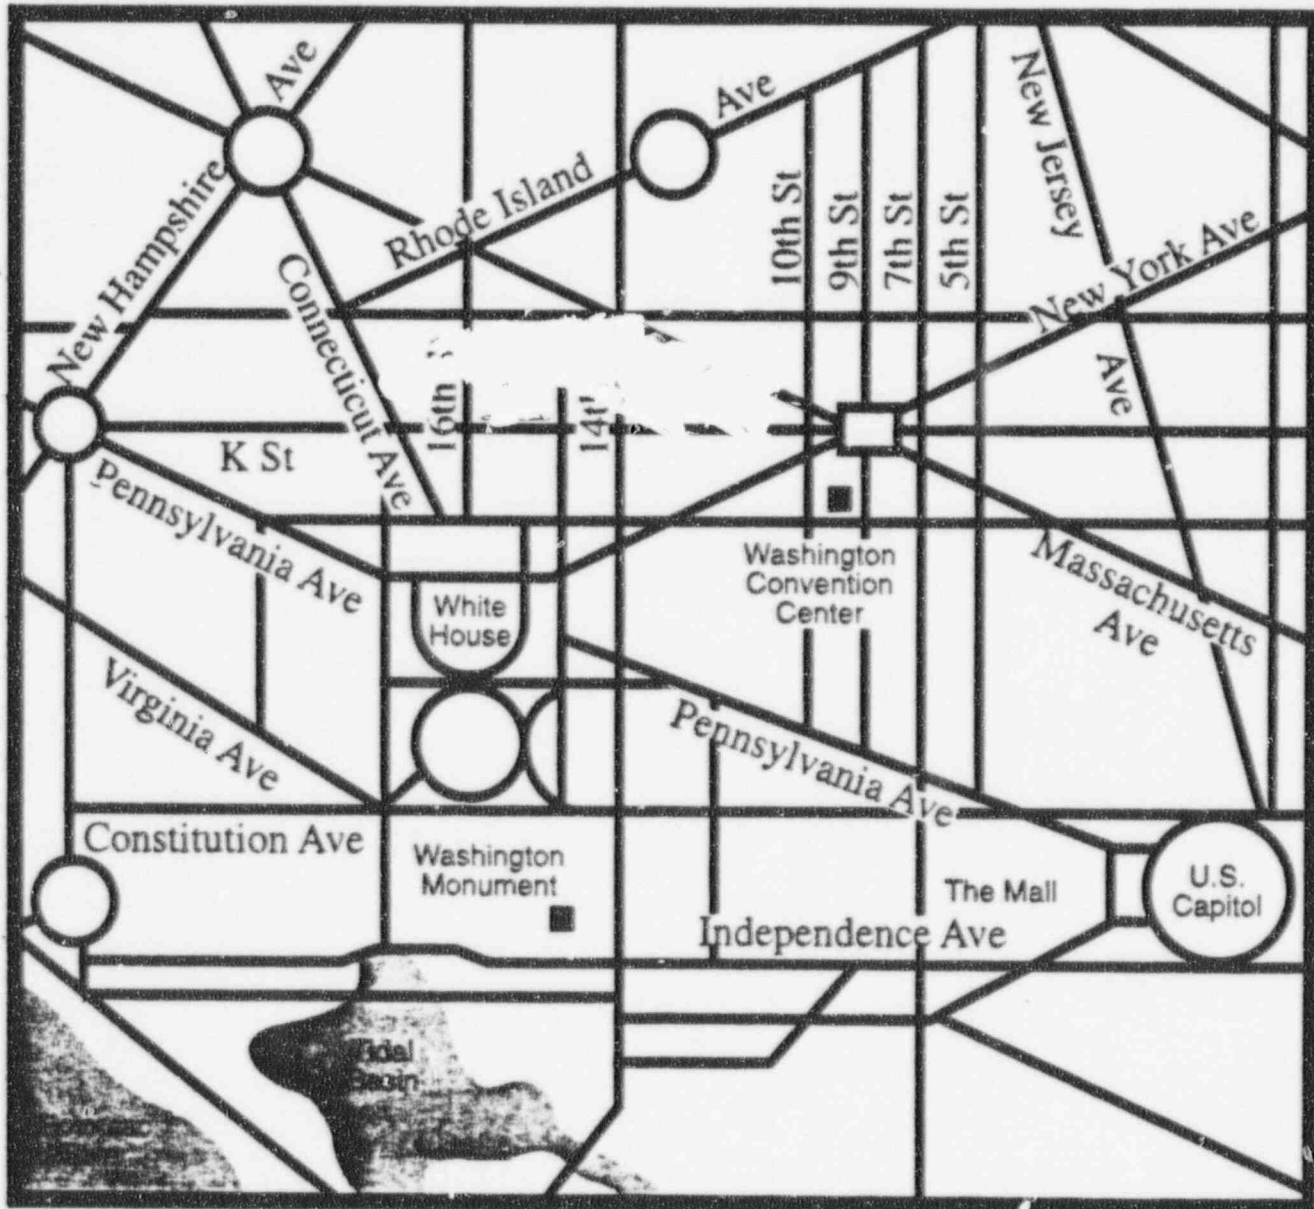 Ave
Ave
New Hampshire
Rhode Island
10th St
9th St
7th St
5th St
New Jersey
Ave
New York Ave
Connecticut Ave
16th
K St
Pennsylvania Ave
Washington
Convention
Center
Massachusetts
Ave
White
House
Virginia Ave
Pennsylvania Ave
Constitution Ave
Washington
Monument
The Mall
U.S.
Capitol
Independence Ave
Tidal
Basin